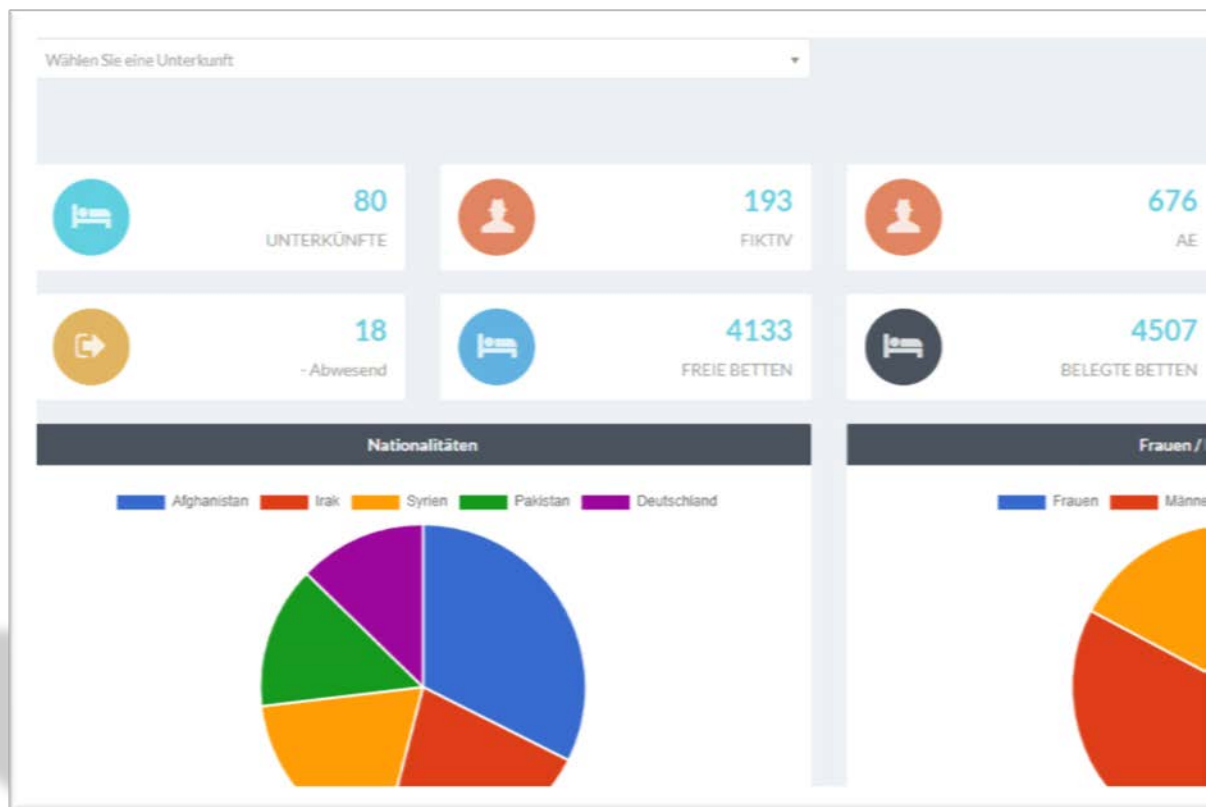 Wählen Sie eine Unterkunft
80
UNTERKÜNFTE
193
FIKTIV
676
AE
18
- Abwesend
4133
FREIE BETTEN
4507
BELEGTE BETTEN
Nationalitäten
Afghanistan Irak Syrien Pakistan Deutschland
Frauen /
Frauen Männe